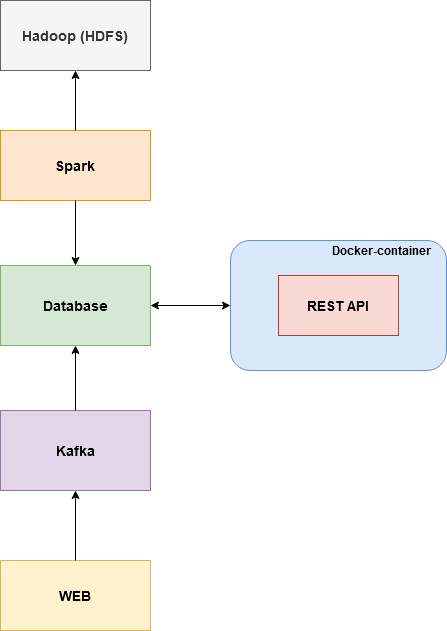 Hadoop (HDFS)
Spark
Docker-container
Database
REST API
Kafka
WEB